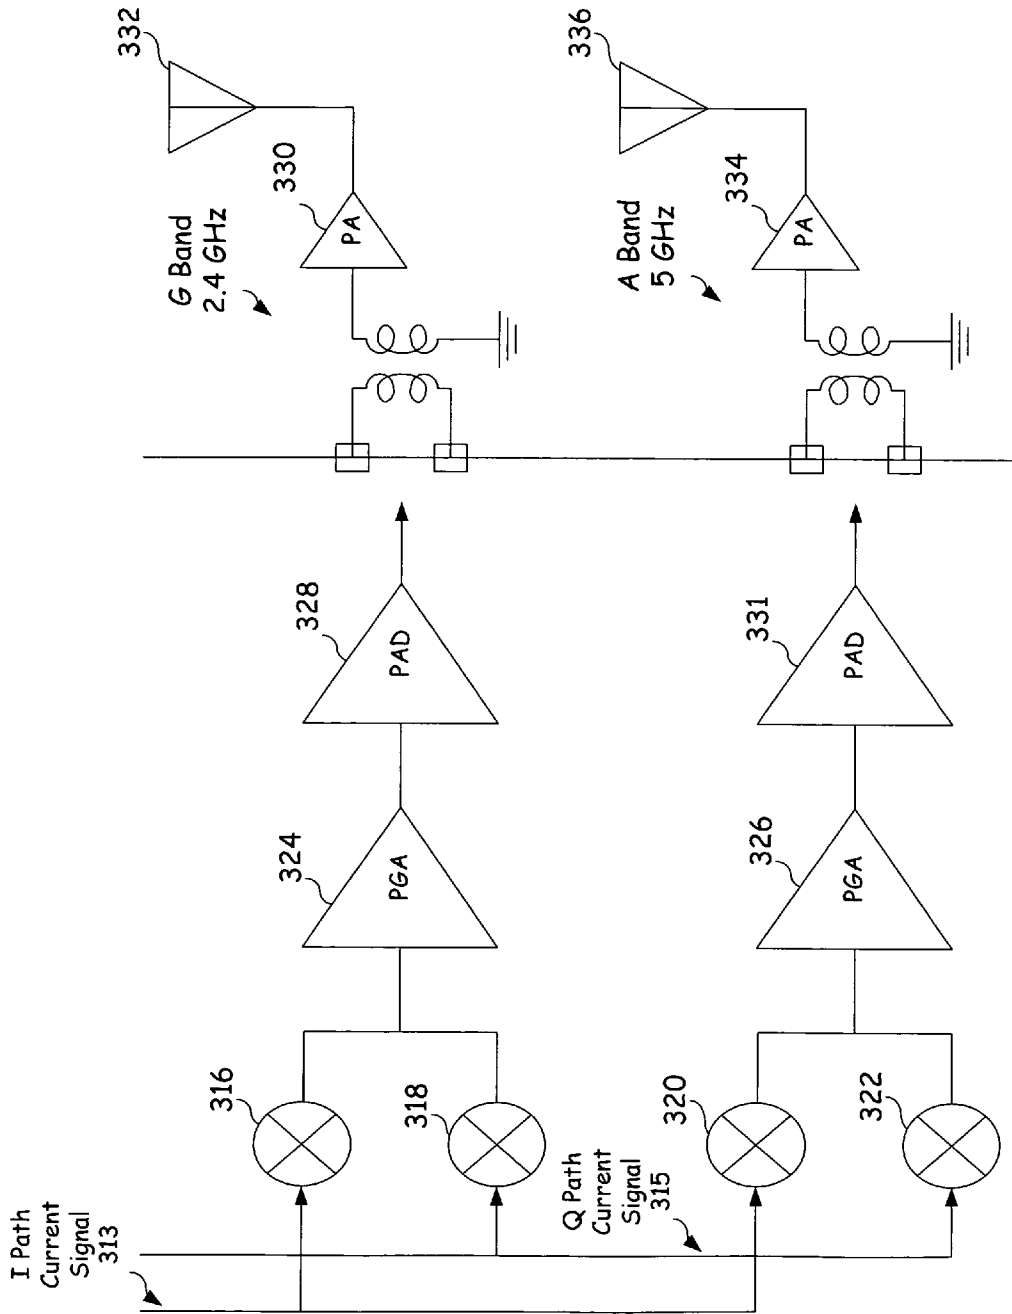 I Path
Current
Signal
313
Q Path
Current
Signal
315
316
318
320
322
324
PGA
326
PGA
328
PAD
331
PAD
G Band
2.4 GHz
330
PA
332
A Band
5 GHz
334
PA
336